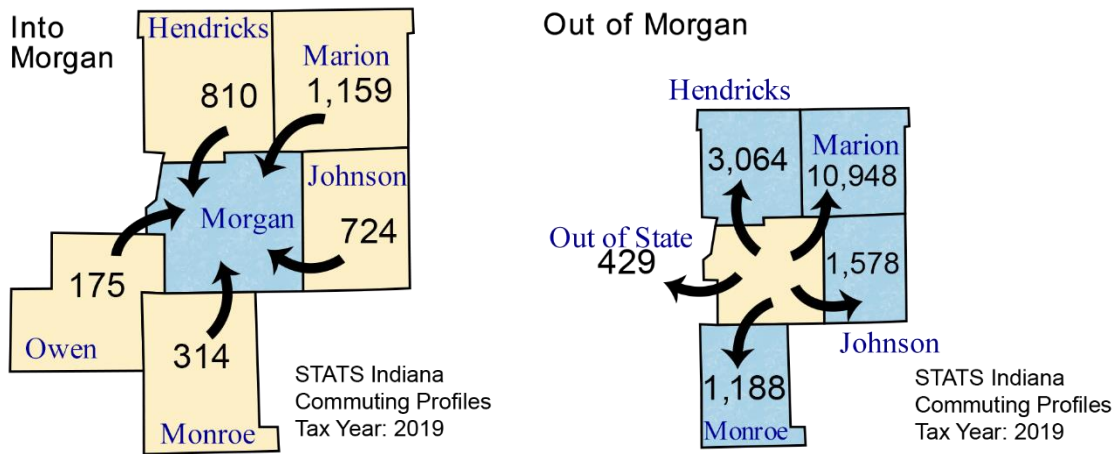 Into
Morgan
Hendricks
810
Marion
1,159
Johnson
724
Morgan
175
Owen
314
Monroe
STATS Indiana
Commuting Profiles
Tax Year: 2019
Out of Morgan
Hendricks
3,064
Marion
10,948
Out of State
429
1,578
Johnson
1,188
Monroe
STATS Indiana
Commuting Profiles
Tax Year: 2019